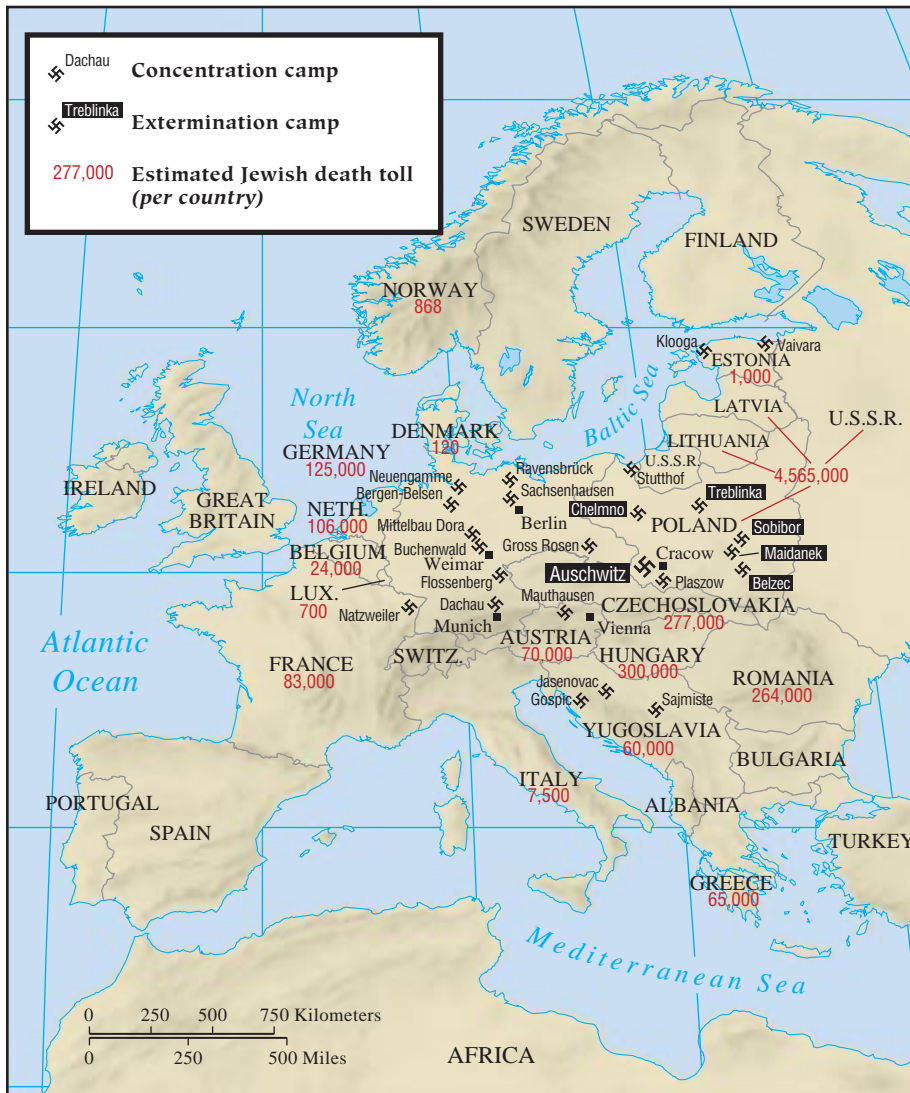 Dachau
Concentration camp
Treblinka
Extermination camp
277,000
Estimated Jewish death toll
(per country)
SWEDEN
FINLAND
NORWAY
868
Klooga
Vaivara
ESTONIA
1,000
North
Sea
Baltic Sea
LATVIA
U.S.S.R.
DENMARK
120
LITHUANIA
GERMANY
125,000
4,565,000
U.S.S.R.
Stutthof
IRELAND
GREAT
BRITAIN
Neuengamme
Bergen-Belsen
Ravensbrück
Sachsenhausen
Berlin
Chelmno
Treblinka
NETH.
106,000
POLAND
Sobibor
Mittelbau Dora
Buchenwald
Weimar
Gross Rosen
Cracow
Maidanek
BELGIUM
24,000
Flossenberg
Auschwitz
Plaszow
Belzec
LUX.
700
Natzweiler
Dachau
Munich
Mauthausen
Vienna
CZECHOSLOVAKIA
277,000
Atlantic
Ocean
FRANCE
83,000
SWITZ.
AUSTRIA
70,000
HUNGARY
300,000
ROMANIA
264,000
Jasenovac
Gospic
Sajmiste
YUGOSLAVIA
60,000
BULGARIA
ITALY
7,500
ALBANIA
PORTUGAL
SPAIN
TURKEY
GREECE
65,000
Mediterranean Sea
0 250 500 750 Kilometers
0 250 500 Miles
AFRICA